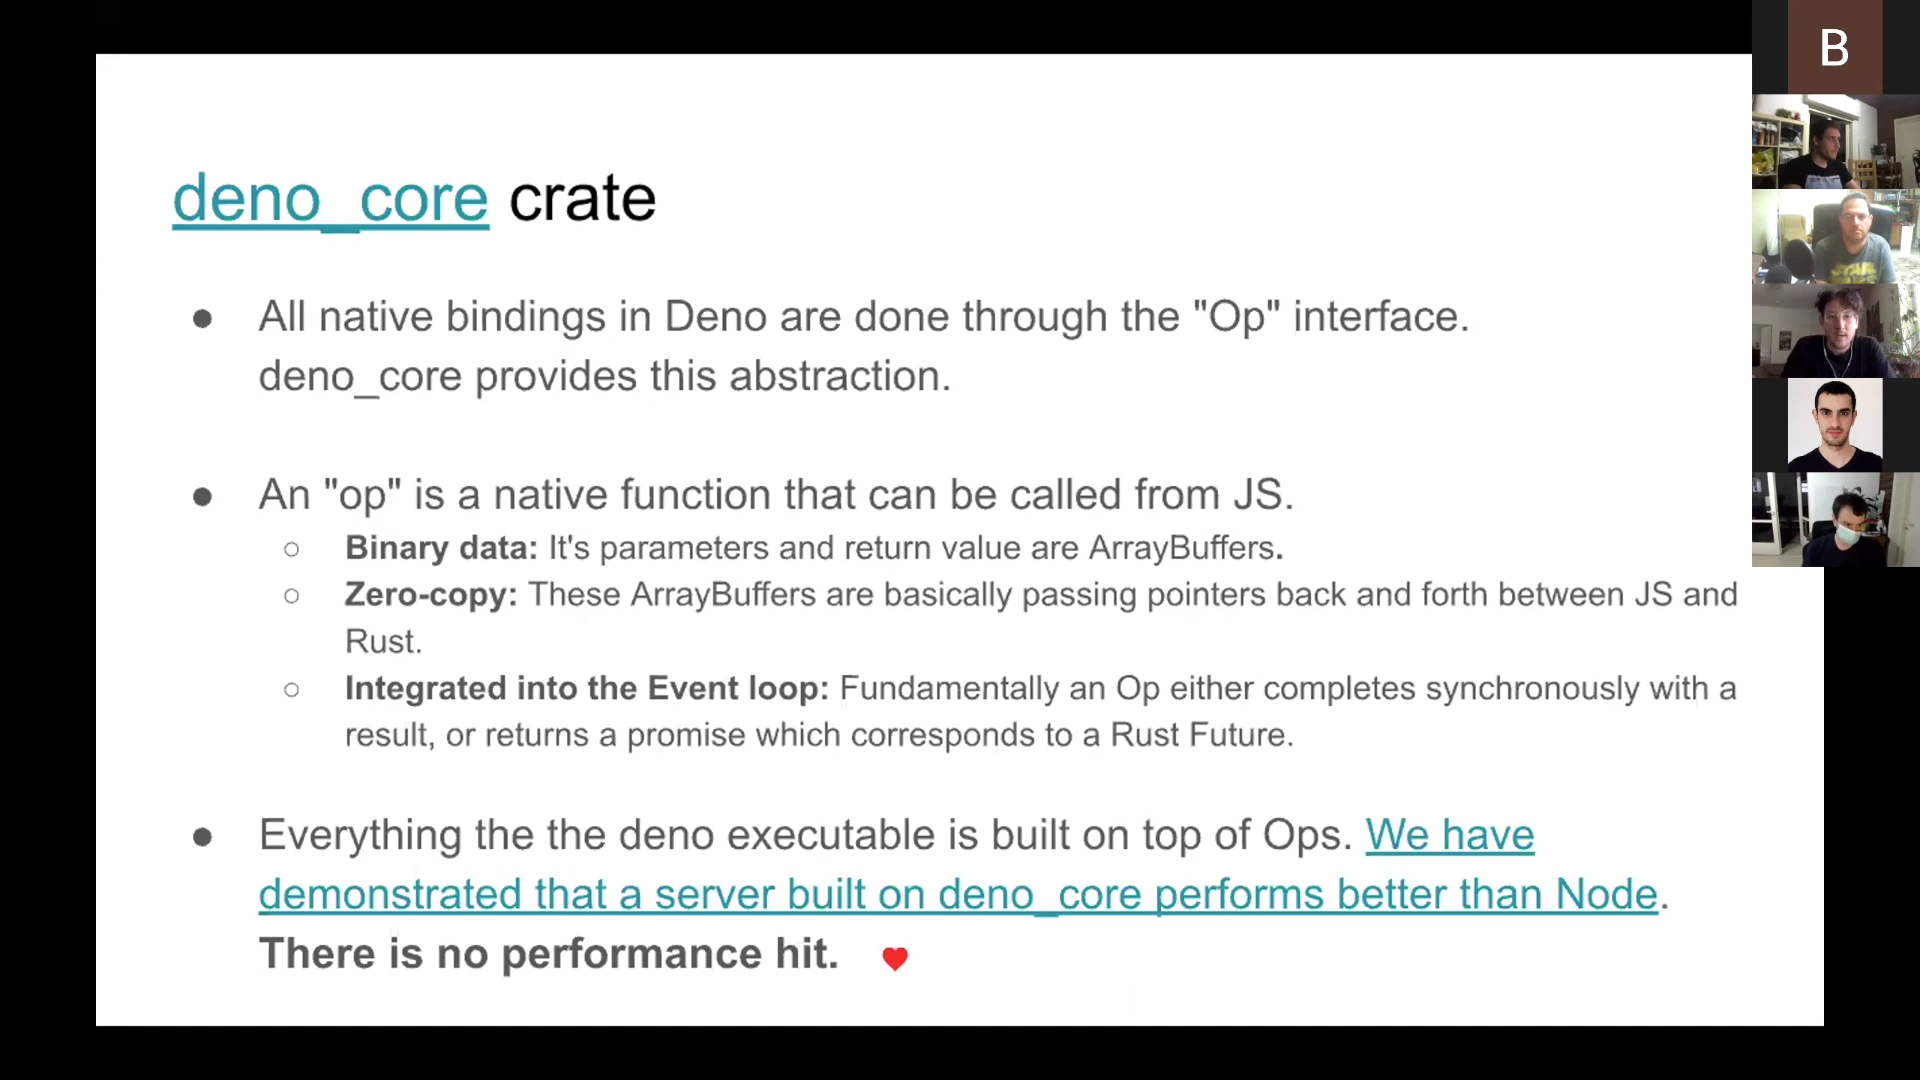 deno_core crate
● All native bindings in Deno are done through the "Op" interface.
deno_core provides this abstraction.
● An "op" is a native function that can be called from JS.
○ Binary data: It's parameters and return value are ArrayBuffers.
○ Zero-copy: These ArrayBuffers are basically passing pointers back and forth between JS and
Rust.
○ Integrated into the Event loop: Fundamentally an Op either completes synchronously with a
result, or returns a promise which corresponds to a Rust Future.
● Everything the the deno executable is built on top of Ops. We have
demonstrated that a server built on deno_core performs better than Node.
There is no performance hit. ♥
B
STAR